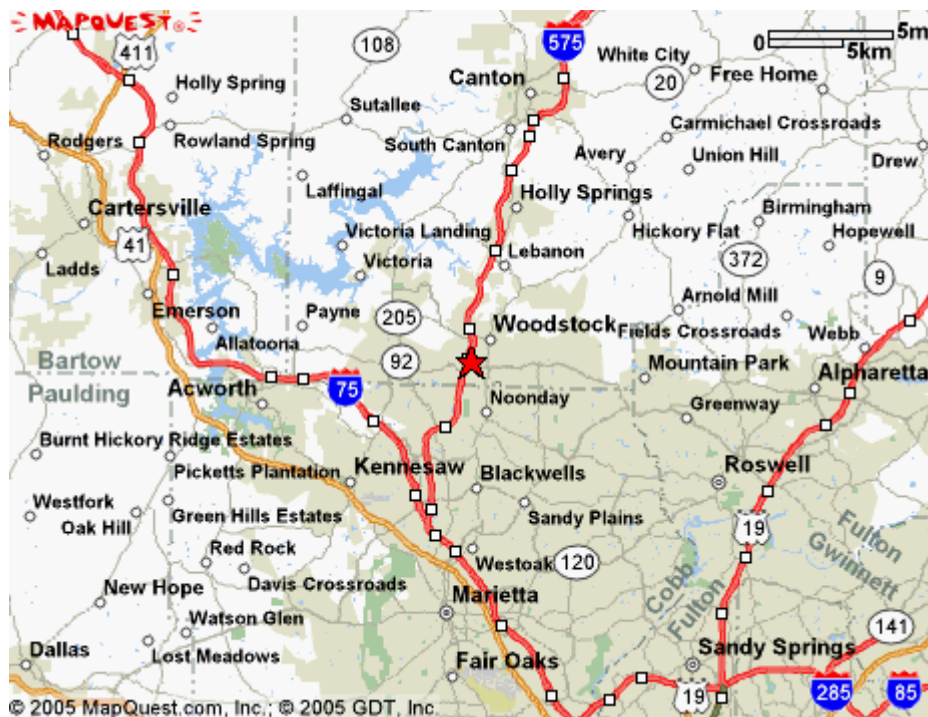 MAPQUEST®
411
108
575
White City
5m
5km
Canton
20
Free Home
Holly Spring
Sutallee
Rodgers
Rowland Spring
South Canton
Carmichael Crossroads
Avery
Union Hill
Drew
Laffingal
Holly Springs
Cartersville
Birmingham
41
Victoria Landing
Hickory Flat
Hopewell
Ladds
Victoria
Lebanon
372
9
Emerson
Payne
205
Arnold Mill
Woodstock
Fields Crossroads
Webb
Allatoona
92
Mountain Park
Bartow
Paulding
Acworth
75
Alpharetta
Noonday
Greenway
Burnt Hickory Ridge Estates
Picketts Plantation
Kennesaw
Blackwells
Roswell
Westfork
Oak Hill
Green Hills Estates
Sandy Plains
19
Fulton
Gwinnett
Red Rock
Westoak
120
Cobb
Fulton
New Hope
Davis Crossroads
Marietta
Watson Glen
141
Dallas
Lost Meadows
Fair Oaks
Sandy Springs
19
285
85
© 2005 MapQuest.com, Inc.; © 2005 GDT, Inc.